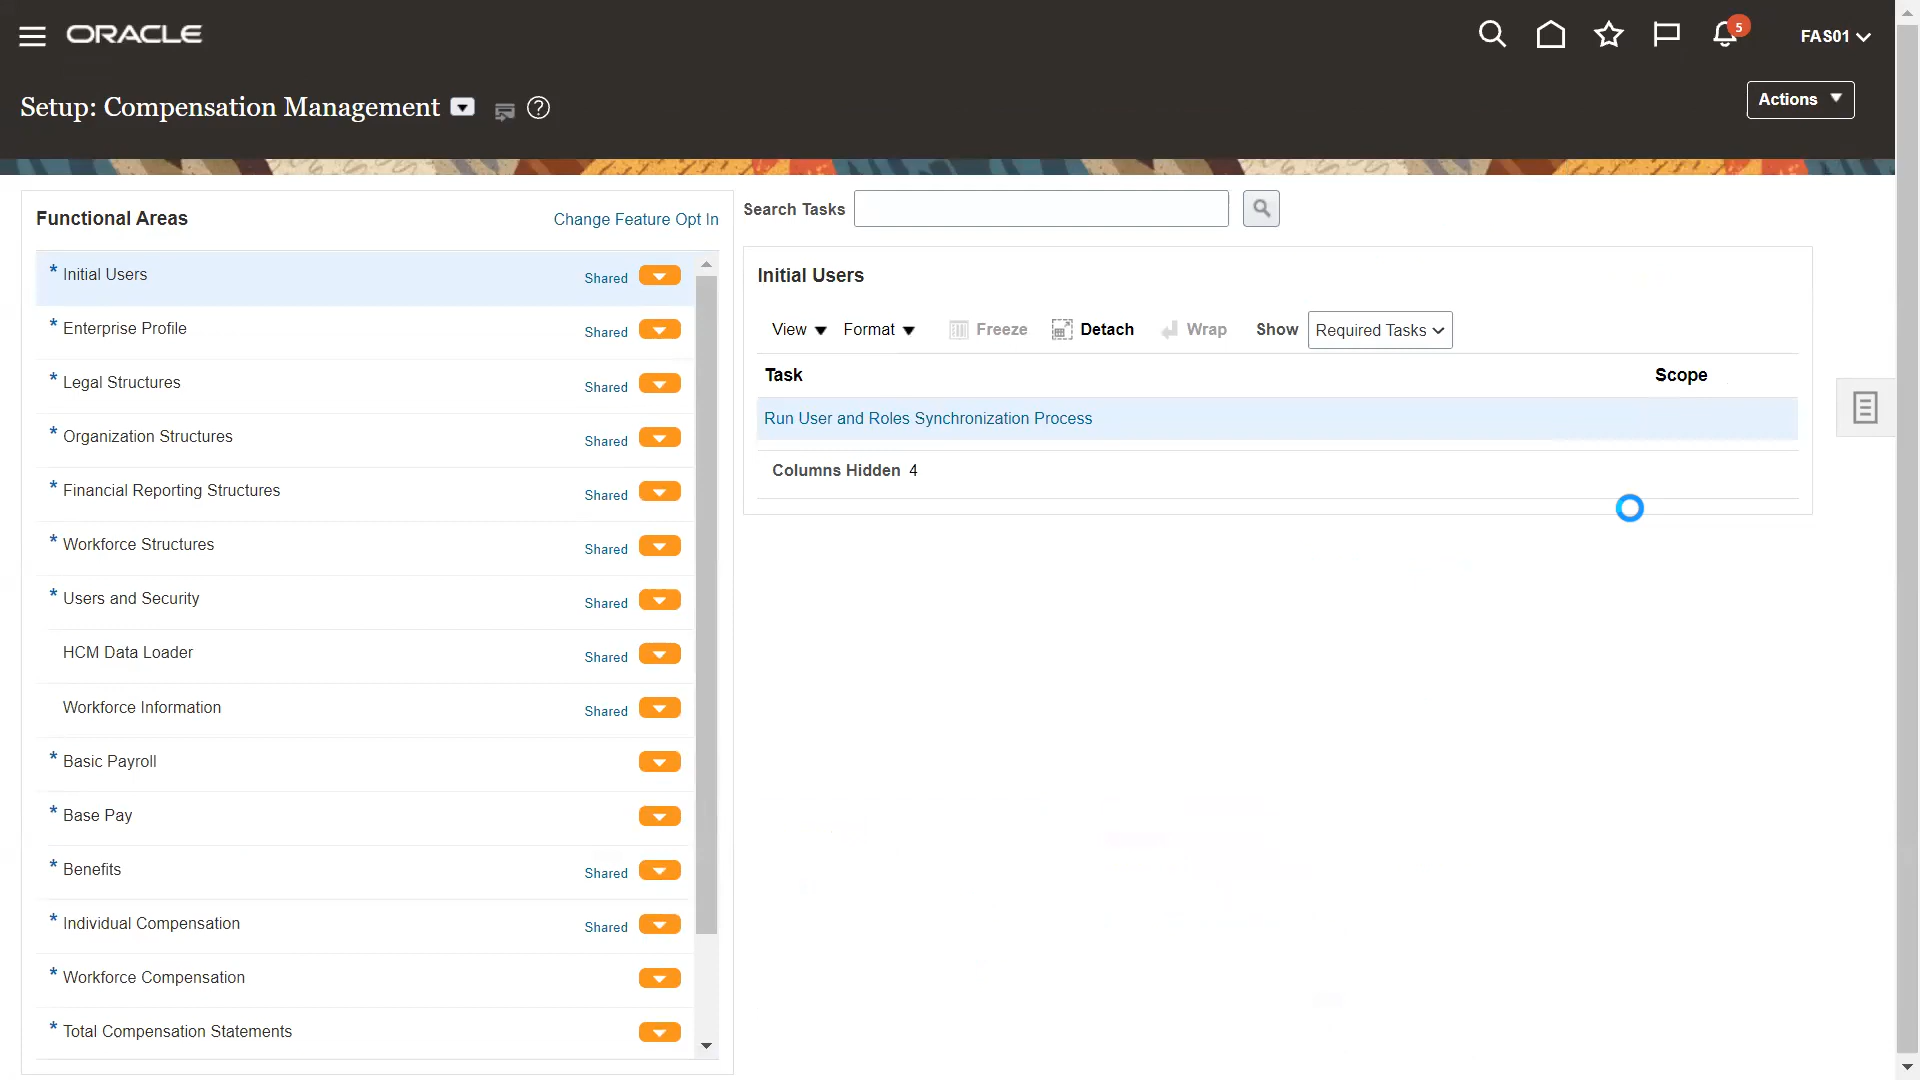 ORACLE
5
FAS01
Setup: Compensation Management
Actions
Functional Areas
Change Feature Opt In
* Initial Users Shared
* Enterprise Profile Shared
* Legal Structures Shared
* Organization Structures Shared
* Financial Reporting Structures Shared
* Workforce Structures Shared
* Users and Security Shared
HCM Data Loader Shared
Workforce Information Shared
* Basic Payroll
* Base Pay
* Benefits Shared
* Individual Compensation Shared
* Workforce Compensation
* Total Compensation Statements
Search Tasks
Initial Users
View Format Freeze Detach Wrap Show Required Tasks
Task Scope
Run User and Roles Synchronization Process
Columns Hidden 4